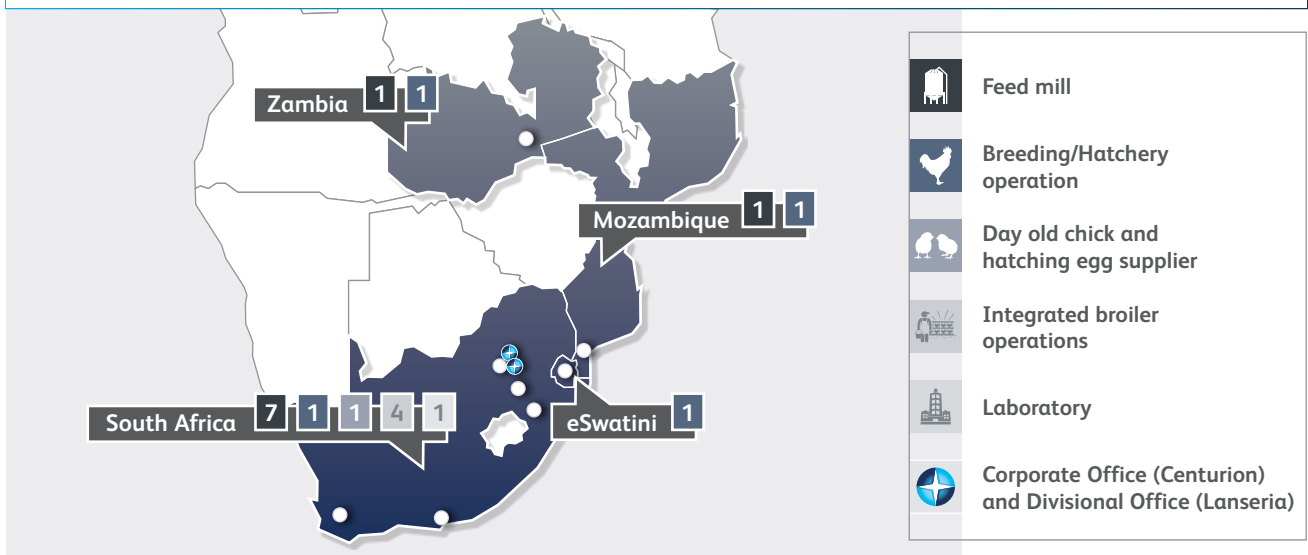 Zambia 1 1
Mozambique 1 1
South Africa 7 1 1 4 1
eSwatini 1
Feed mill
Breeding/Hatchery
operation
Day old chick and
hatching egg supplier
Integrated broiler
operations
Laboratory
Corporate Office (Centurion)
and Divisional Office (Lanseria)